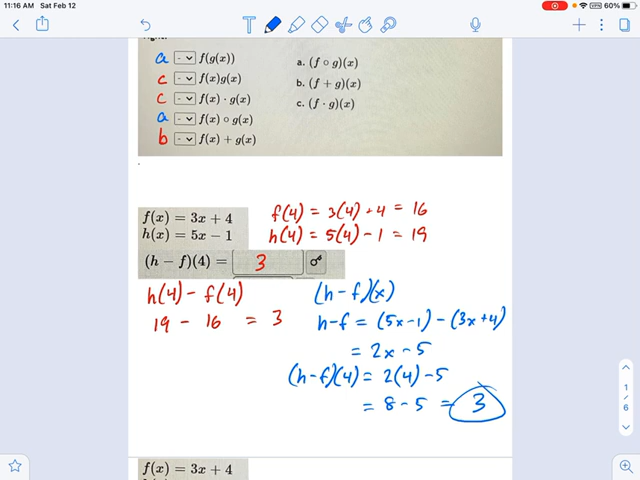 11:16 AM Sat Feb 12
62%
a f(g(x)) a. (f ∘ g)(x)
c f(x)g(x) b. (f + g)(x)
c f(x) · g(x) c. (f · g)(x)
a f(x) ∘ g(x)
b f(x) + g(x)
f(x) = 3x + 4
h(x) = 5x − 1
f(4) = 3(4) + 4 = 16
h(4) = 5(4) − 1 = 19
(h − f)(4) = 3
h(4) − f(4)
19 − 16 = 3
(h − f)(x)
h − f = (5x − 1) − (3x + 4)
= 2x − 5
(h − f)(4) = 2(4) − 5
= 8 − 5 = 3
1
/
6
f(x) = 3x + 4